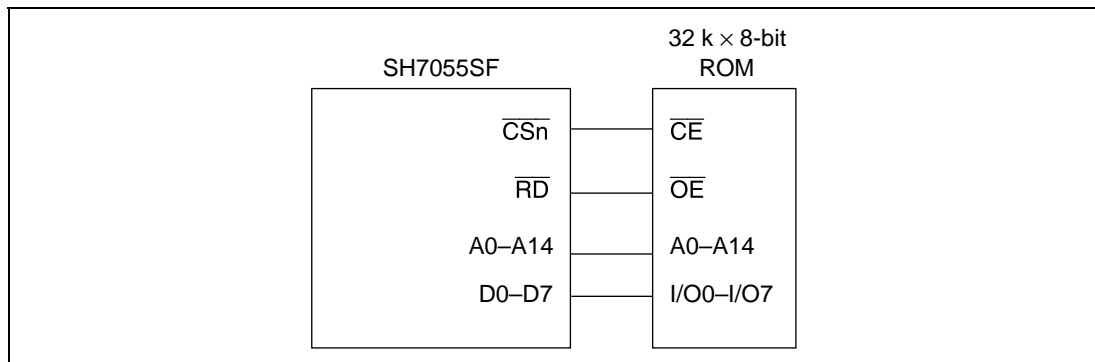 32 k × 8-bit
SH7055SF ROM
CSn CE
RD OE
A0–A14 A0–A14
D0–D7 I/O0–I/O7